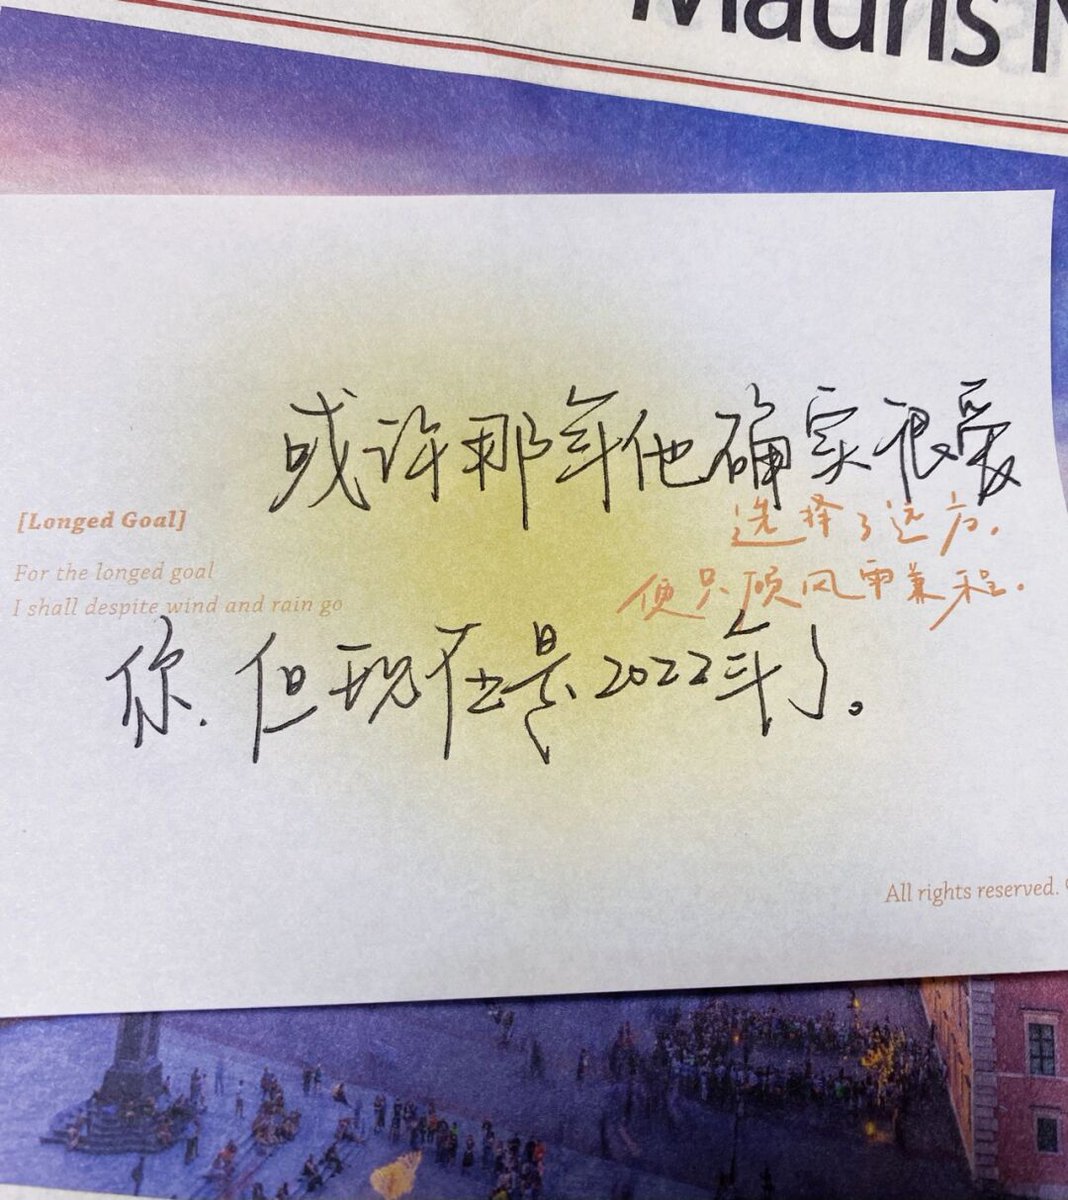 Mauris
或许那年他确实很爱
[Longed Goal]
选择了远方，
For the longed goal
便只顾风雨兼程.
I shall despite wind and rain go
你.但现在是2022年了。
All rights reserved.